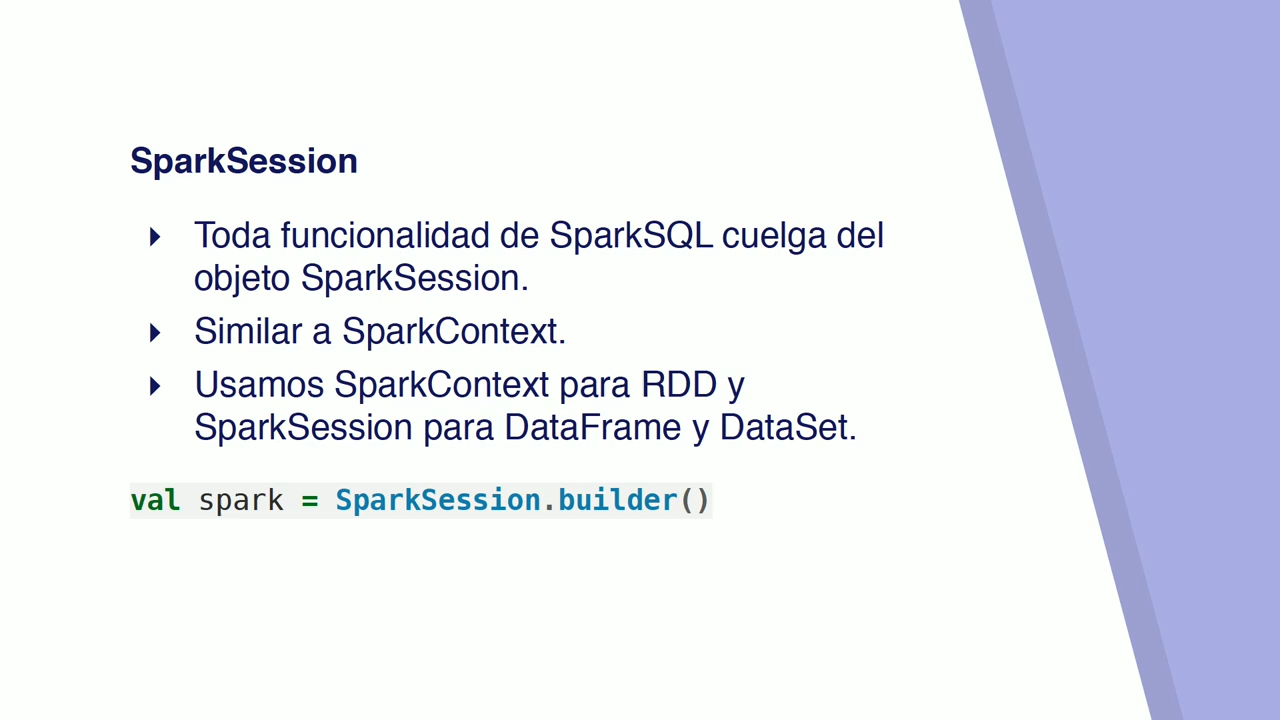 SparkSession
Toda funcionalidad de SparkSQL cuelga del
objeto SparkSession.
Similar a SparkContext.
Usamos SparkContext para RDD y
SparkSession para DataFrame y DataSet.
val spark = SparkSession.builder()